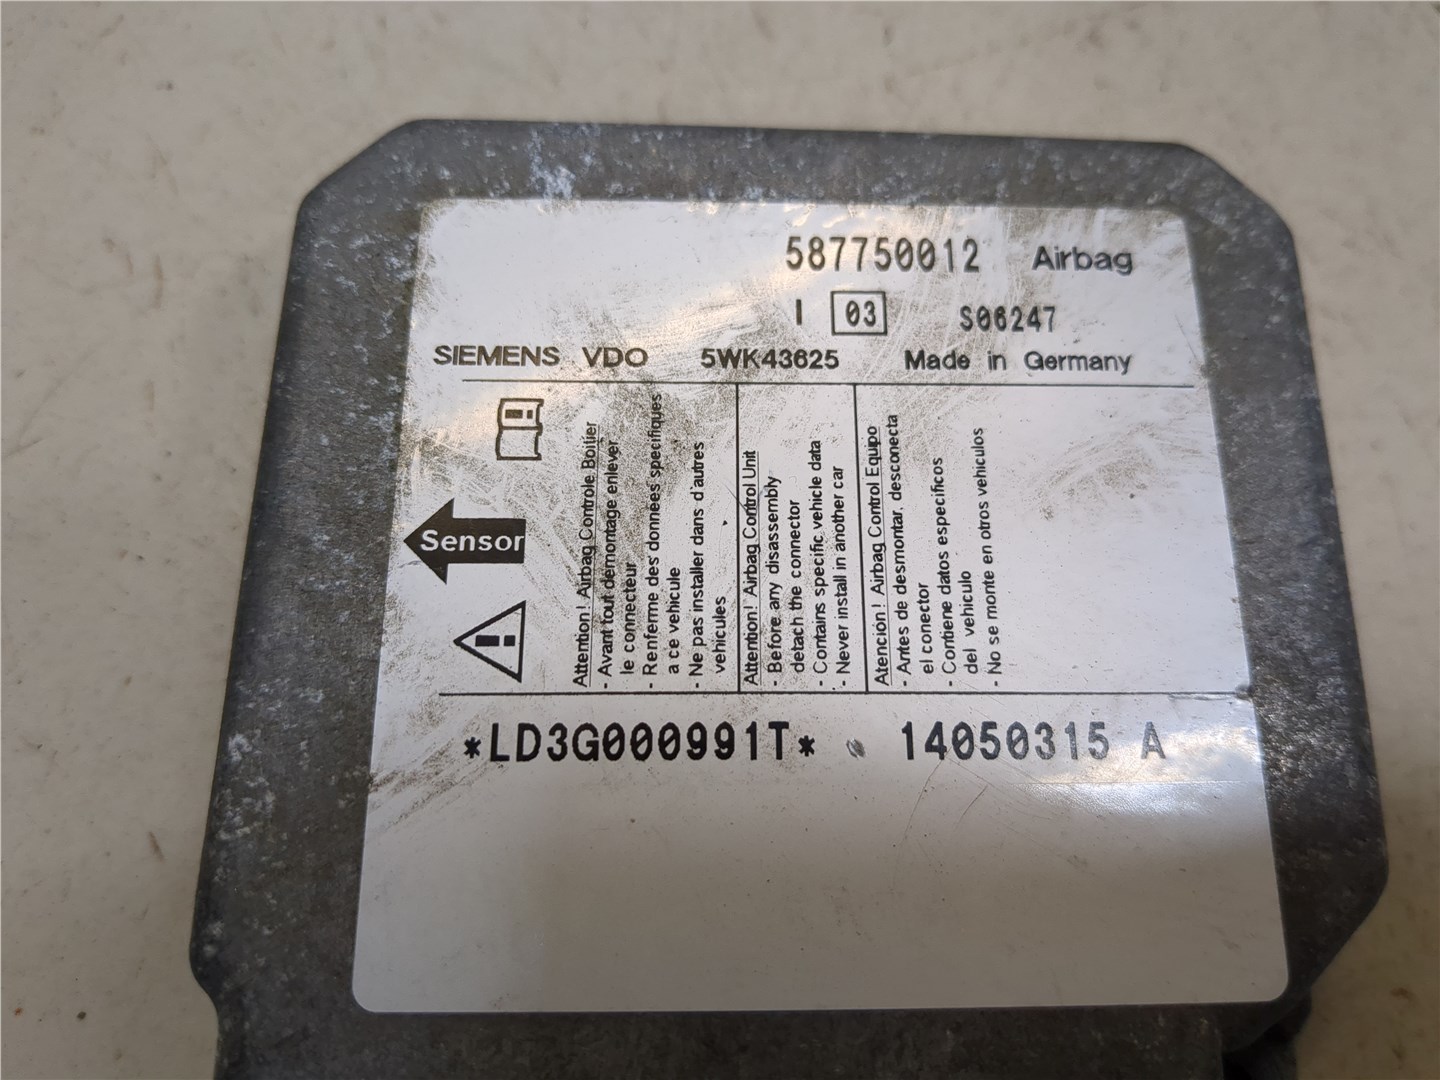 587750012 Airbag
I 03 S06247
SIEMENS VDO 5WK43625 Made in Germany
Sensor
Attention! Airbag Controle Boitier
- Avant tout démontage enlever
le connecteur
- Renferme des données specifiques
a ce vehicule
- Ne pas installer dans d'autres
vehicules
Attention! Airbag Control Unit
- Before any disassembly
detach the connector
- Contains specific vehicle data
- Never install in another car
Atención! Airbag Control Equipo
- Antes de desmontar, desconecta
el conector
- Contiene datos especificos
del vehiculo
- No se monte en otros vehiculos
*LD3G000991T* 14050315 A